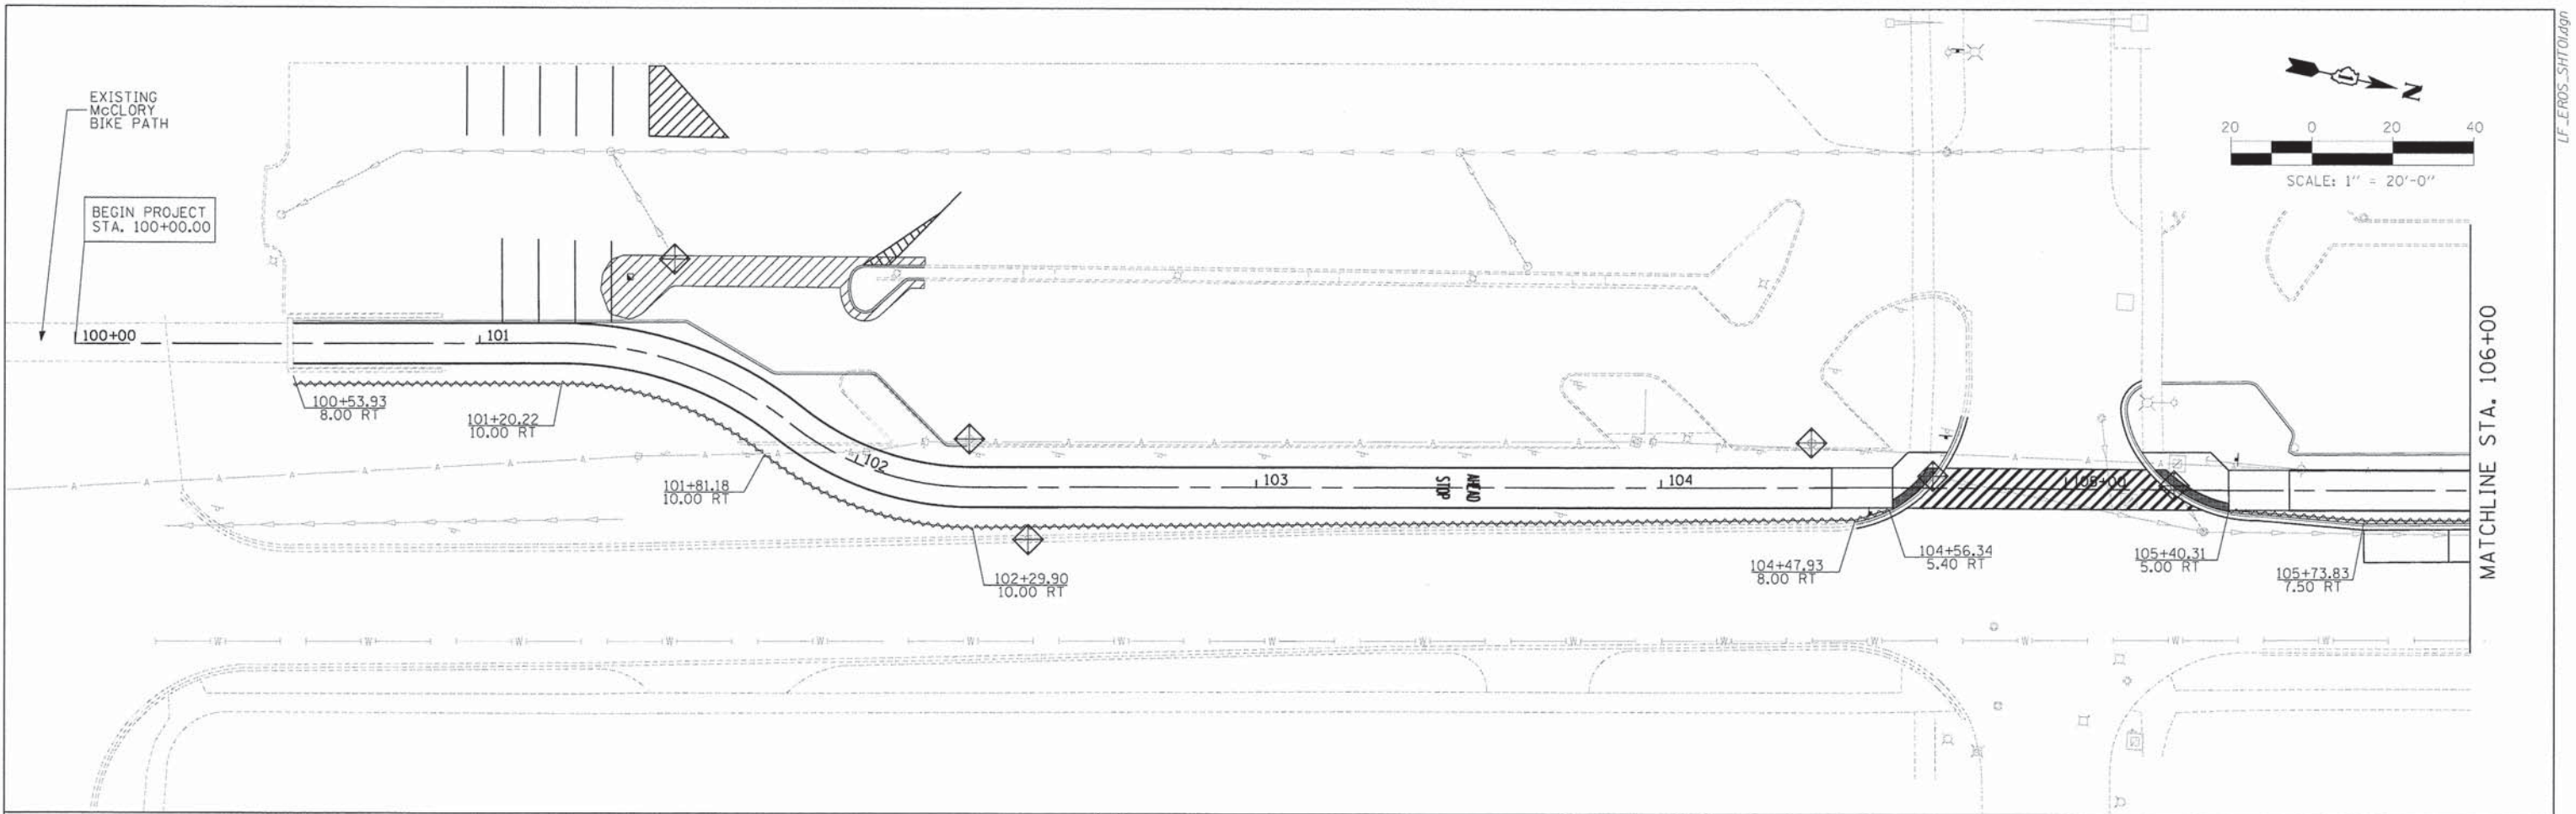 LF_EROS_SHT01.dgn
EXISTING
McCLORY
BIKE PATH
BEGIN PROJECT
STA. 100+00.00
N
20 0 20 40
SCALE: 1" = 20'-0"
100+00
101
102
103
STOP
AHEAD
104
105+00
100+53.93
8.00 RT
101+20.22
10.00 RT
101+81.18
10.00 RT
102+29.90
10.00 RT
104+47.93
8.00 RT
104+56.34
5.40 RT
105+40.31
5.00 RT
105+73.83
7.50 RT
MATCHLINE STA. 106+00
A A A A A A A A A A A A A A A A A A
W W W W W W W W W W W W W W W